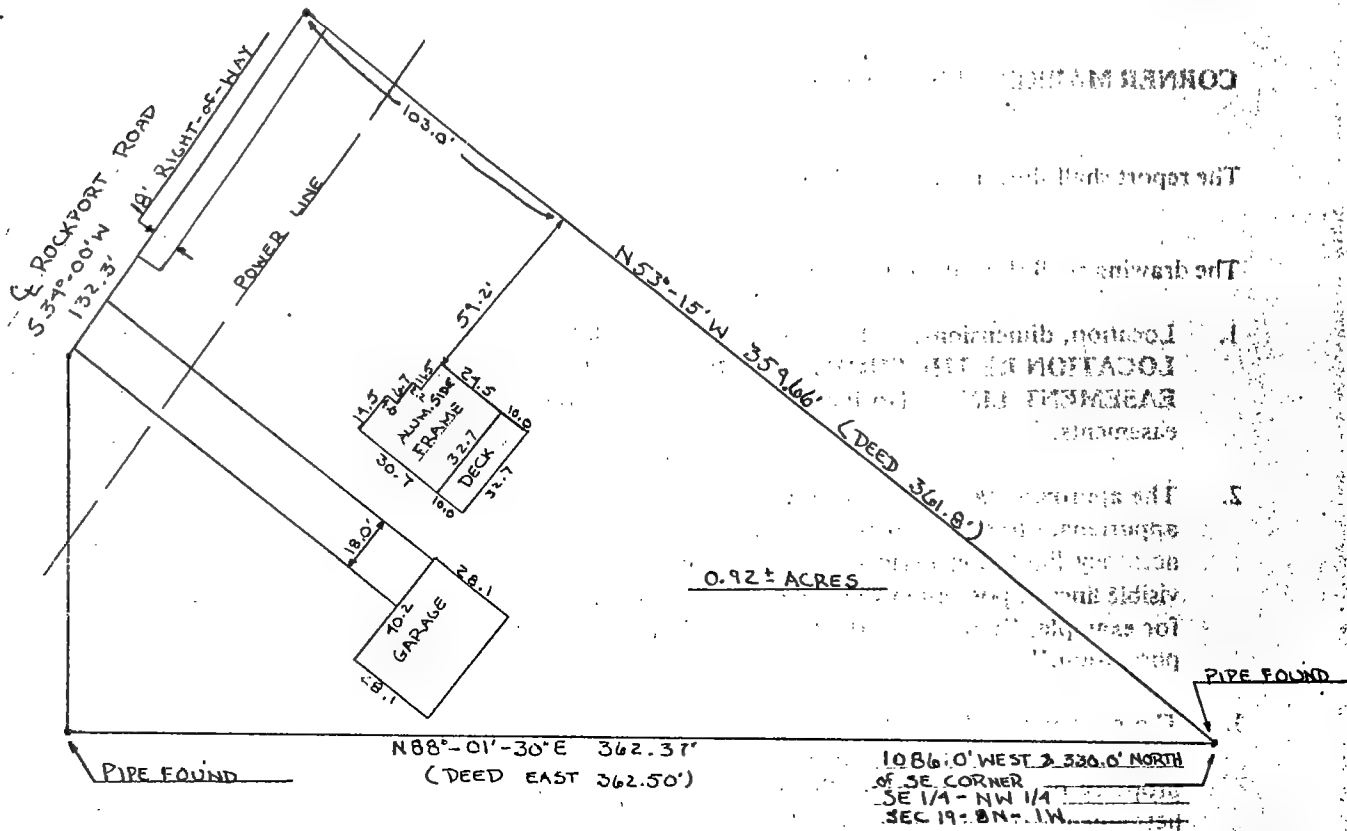 ℄ ROCKPORT ROAD
S 34°-00' W
132.3'
18' RIGHT-of-WAY
POWER LINE
103.0'
N 53°-15' W 359.66' (DEED 361.8')
59.2'
14.5
11.5
24.5
10.0
ALUM. SIDE
FRAME
32.7
DECK
32.7
30.7
10.0
18.0'
28.1
40.2
GARAGE
28.1
0.92± ACRES
PIPE FOUND
N 88°-01'-30" E 362.37'
(DEED EAST 362.50')
PIPE FOUND
1086.0' WEST & 330.0' NORTH
of SE CORNER
SE 1/4 - NW 1/4
SEC 19-8N-1W
CORNER
The report shall
The drawing
1. Location, dimension,
LOCATION
EASEMENT
easements.
2. The
visible
for example,